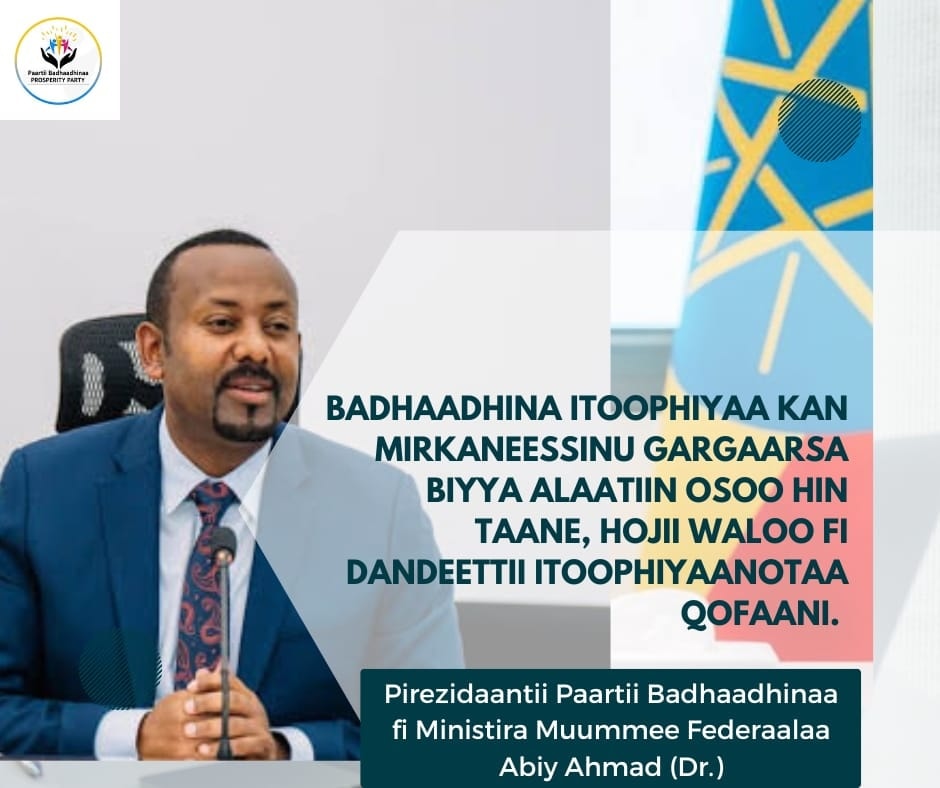 Paartii Badhaadhinaa
PROSPERITY PARTY
BADHAADHINA ITOOPHIYAA KAN
MIRKANEESSINU GARGAARSA
BIYYA ALAATIIN OSOO HIN
TAANE, HOJII WALOO FI
DANDEETTII ITOOPHIYAANOTAA
QOFAANI.
Pirezidaantii Paartii Badhaadhinaa
fi Ministira Muummee Federaalaa
Abiy Ahmad (Dr.)